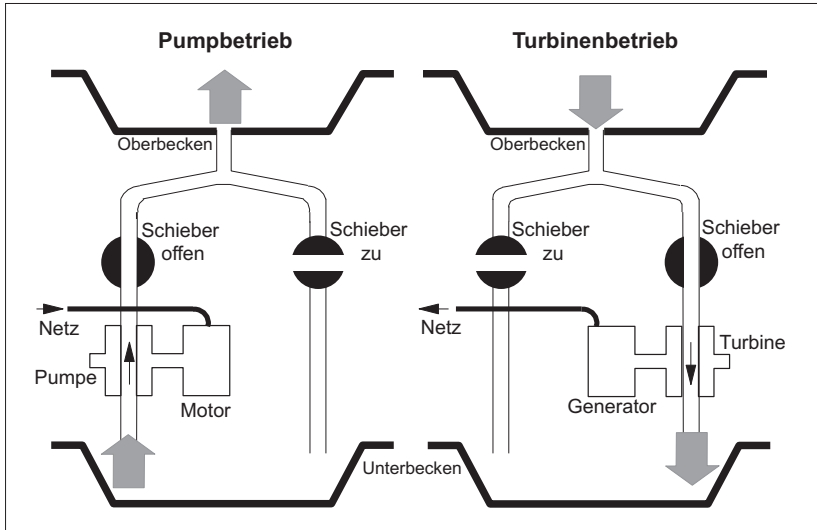 Pumpbetrieb
Turbinenbetrieb
Oberbecken
Oberbecken
Schieber
offen
Schieber
zu
Schieber
zu
Schieber
offen
Netz
Netz
Pumpe
Motor
Generator
Turbine
Unterbecken